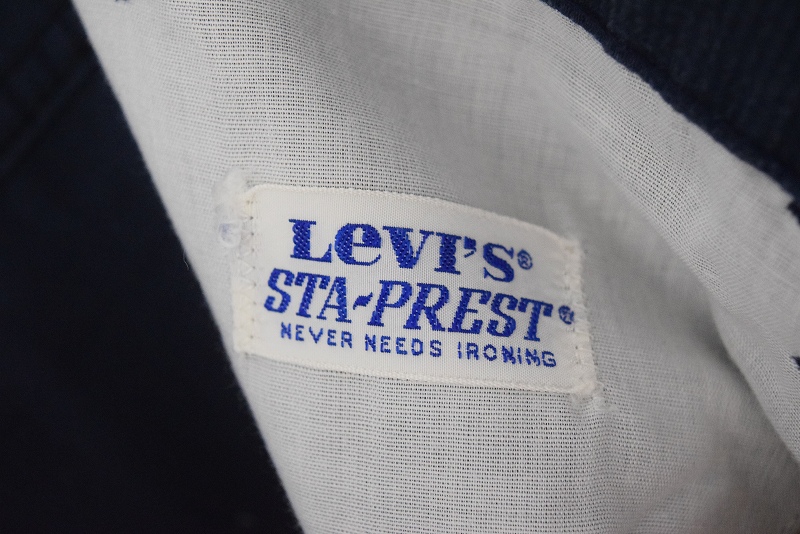 LeVI'S®
STA-PREST®
NEVER NEEDS IRONING